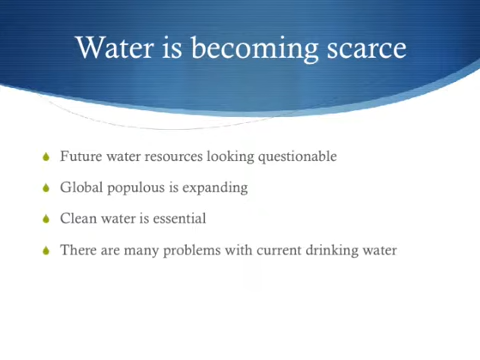 Water is becoming scarce
Future water resources looking questionable
Global populous is expanding
Clean water is essential
There are many problems with current drinking water